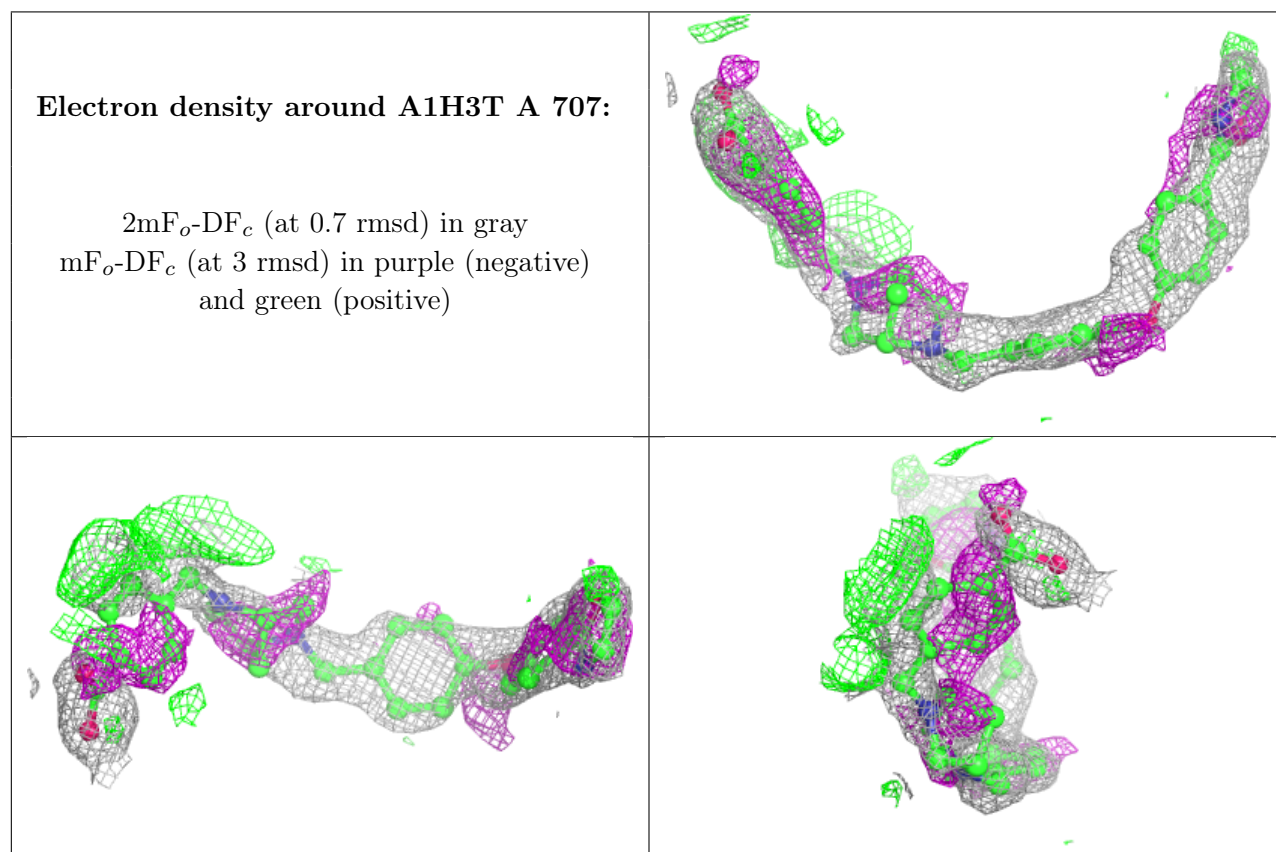 Electron density around A1H3T A 707:
2mFo-DFc (at 0.7 rmsd) in gray
mFo-DFc (at 3 rmsd) in purple (negative)
and green (positive)